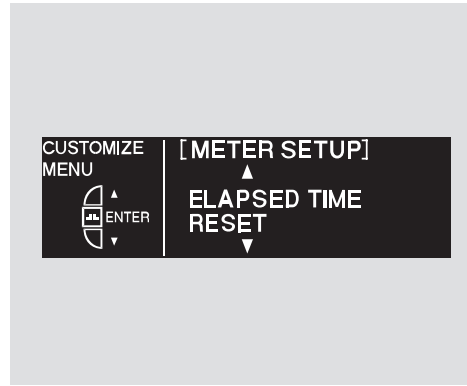 CUSTOMIZE
MENU
ENTER
[METER SETUP]
ELAPSED TIME
RESET